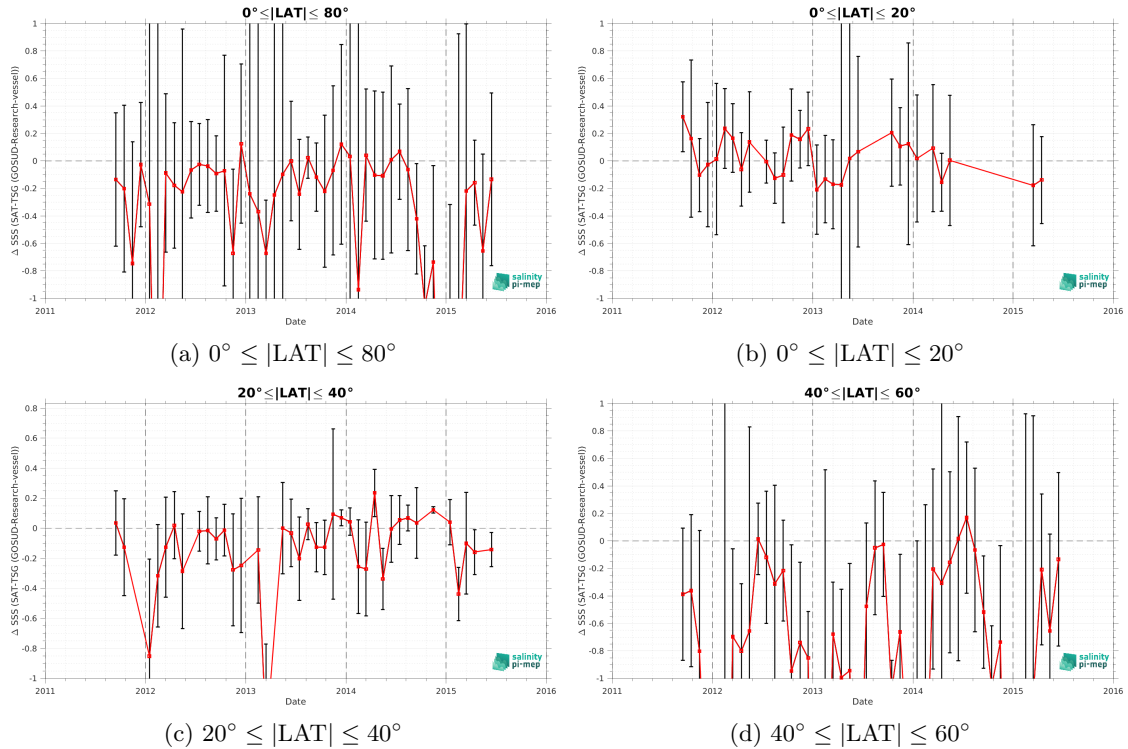 0°≤|LAT|≤ 80°
Δ SSS (SAT-TSG (GOSUD-Research-vessel))
1
0.8
0.6
0.4
0.2
0
-0.2
-0.4
-0.6
-0.8
-1
2011 2012 2013 2014 2015 2016
Date
salinity
pi-mep
(a) 0° ≤ |LAT| ≤ 80°
0°≤|LAT|≤ 20°
Δ SSS (SAT-TSG (GOSUD-Research-vessel))
1
0.8
0.6
0.4
0.2
0
-0.2
-0.4
-0.6
-0.8
-1
2011 2012 2013 2014 2015 2016
Date
salinity
pi-mep
(b) 0° ≤ |LAT| ≤ 20°
20°≤|LAT|≤ 40°
Δ SSS (SAT-TSG (GOSUD-Research-vessel))
0.8
0.6
0.4
0.2
0
-0.2
-0.4
-0.6
-0.8
-1
2011 2012 2013 2014 2015 2016
Date
salinity
pi-mep
(c) 20° ≤ |LAT| ≤ 40°
40°≤|LAT|≤ 60°
Δ SSS (SAT-TSG (GOSUD-Research-vessel))
1
0.8
0.6
0.4
0.2
0
-0.2
-0.4
-0.6
-0.8
-1
2011 2012 2013 2014 2015 2016
Date
salinity
pi-mep
(d) 40° ≤ |LAT| ≤ 60°